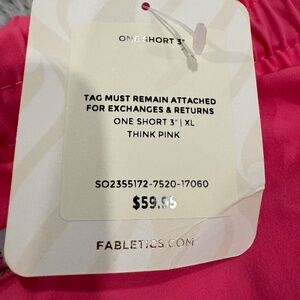 ONE SHORT 3"
TAG MUST REMAIN ATTACHED
FOR EXCHANGES & RETURNS
ONE SHORT 3" | XL
THINK PINK
SO2355172-7520-17060
$59.95
FABLETICS.COM